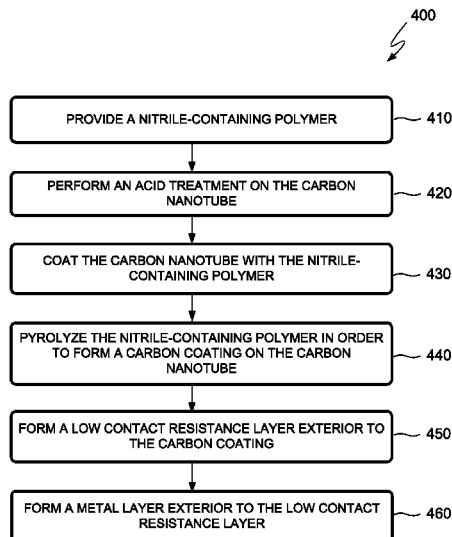 400
PROVIDE A NITRILE-CONTAINING POLYMER
410
PERFORM AN ACID TREATMENT ON THE CARBON
NANOTUBE
420
COAT THE CARBON NANOTUBE WITH THE NITRILE-
CONTAINING POLYMER
430
PYROLYZE THE NITRILE-CONTAINING POLYMER IN ORDER
TO FORM A CARBON COATING ON THE CARBON
NANOTUBE
440
FORM A LOW CONTACT RESISTANCE LAYER EXTERIOR TO
THE CARBON COATING
450
FORM A METAL LAYER EXTERIOR TO THE LOW CONTACT
RESISTANCE LAYER
460